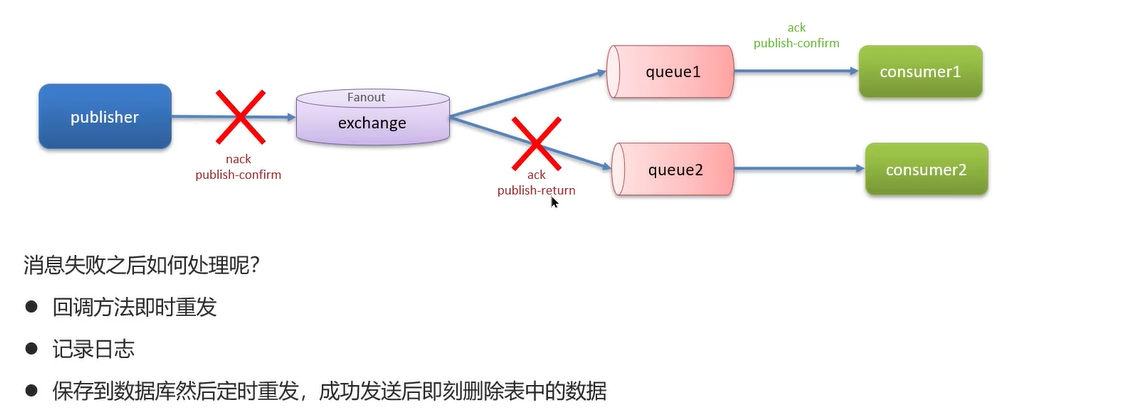 ack
publish-confirm
queue1
consumer1
Fanout
publisher
exchange
nack
publish-confirm
ack
publish-return
queue2
consumer2
消息失败之后如何处理呢?
● 回调方法即时重发
● 记录日志
● 保存到数据库然后定时重发，成功发送后即刻删除表中的数据